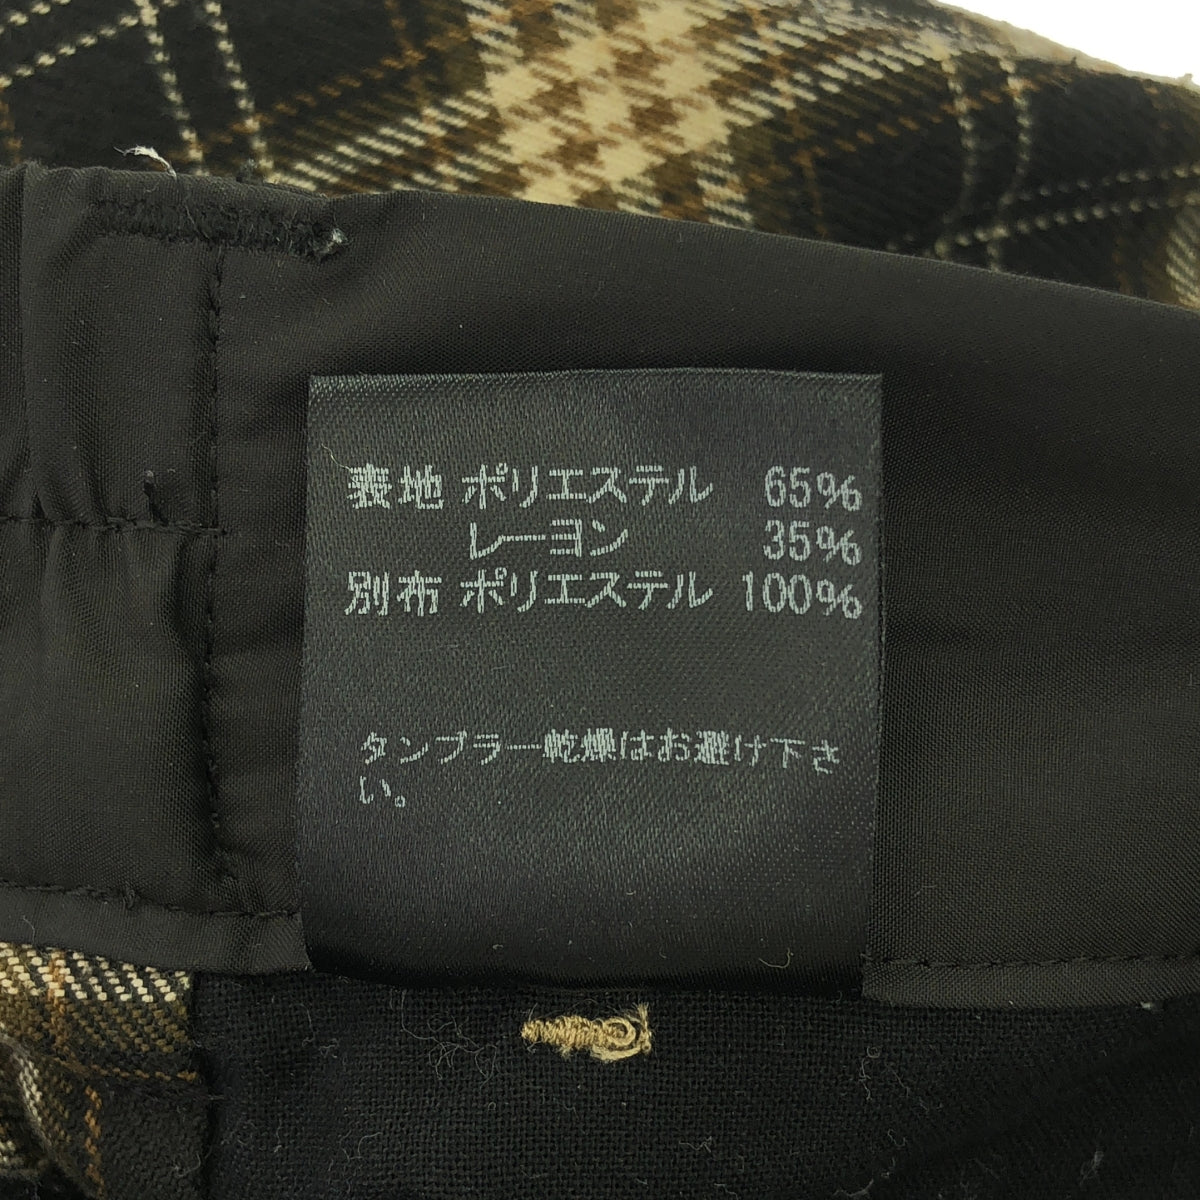 表地 ポリエステル 65%
レーヨン 35%
別布 ポリエステル 100%
タンブラー乾燥はお避け下さ
い。